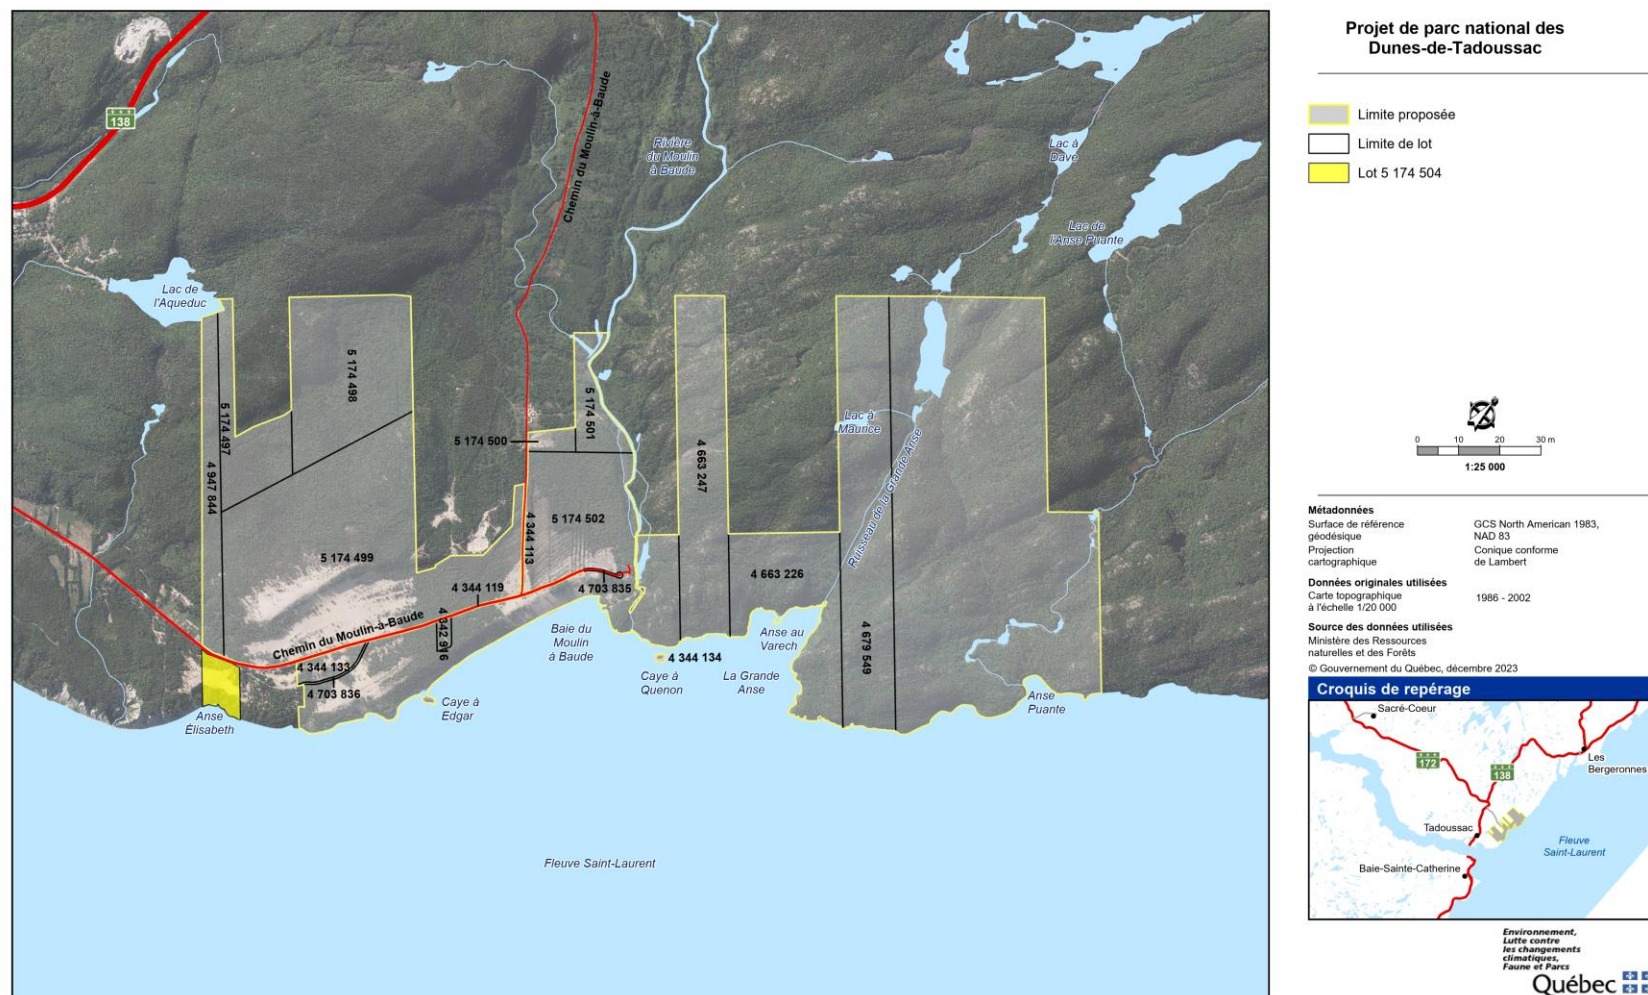 Projet de parc national des
Dunes-de-Tadoussac
Limite proposée
Limite de lot
Lot 5 174 504
0 10 20 30 m
1:25 000
Métadonnées
Surface de référence
géodésique
GCS North American 1983,
NAD 83
Projection
cartographique
Conique conforme
de Lambert
Données originales utilisées
Carte topographique
à l'échelle 1/20 000
1986 - 2002
Source des données utilisées
Ministère des Ressources
naturelles et des Forêts
© Gouvernement du Québec, décembre 2023
Croquis de repérage
Sacré-Coeur
172
138
Les
Bergeronnes
Tadoussac
Fleuve
Saint-Laurent
Baie-Sainte-Catherine
Environnement,
Lutte contre
les changements
climatiques,
Faune et Parcs
Québec
138
Chemin du Moulin-à-Baude
Rivière
du Moulin
à Baude
Lac à
Dave
Lac de
l'Anse Puante
Lac de
l'Aqueduc
5 174 498
5 174 497
4 947 844
5 174 500
5 174 501
4 663 247
Lac à
Maurice
Ruisseau de la Grande Anse
5 174 502
4 344 113
5 174 499
4 344 119
4 703 835
4 663 226
4 342 916
Chemin du Moulin-à-Baude
Baie du
Moulin
à Baude
Anse au
Varech
4 679 549
4 344 133
4 703 836
4 344 134
Caye à
Quenon
La Grande
Anse
Caye à
Edgar
Anse
Puante
Anse
Élisabeth
Fleuve Saint-Laurent